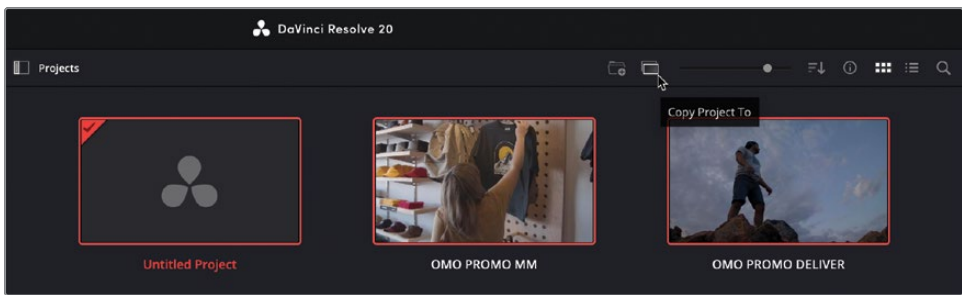 DaVinci Resolve 20
Projects
Copy Project To
Untitled Project
OMO PROMO MM
OMO PROMO DELIVER